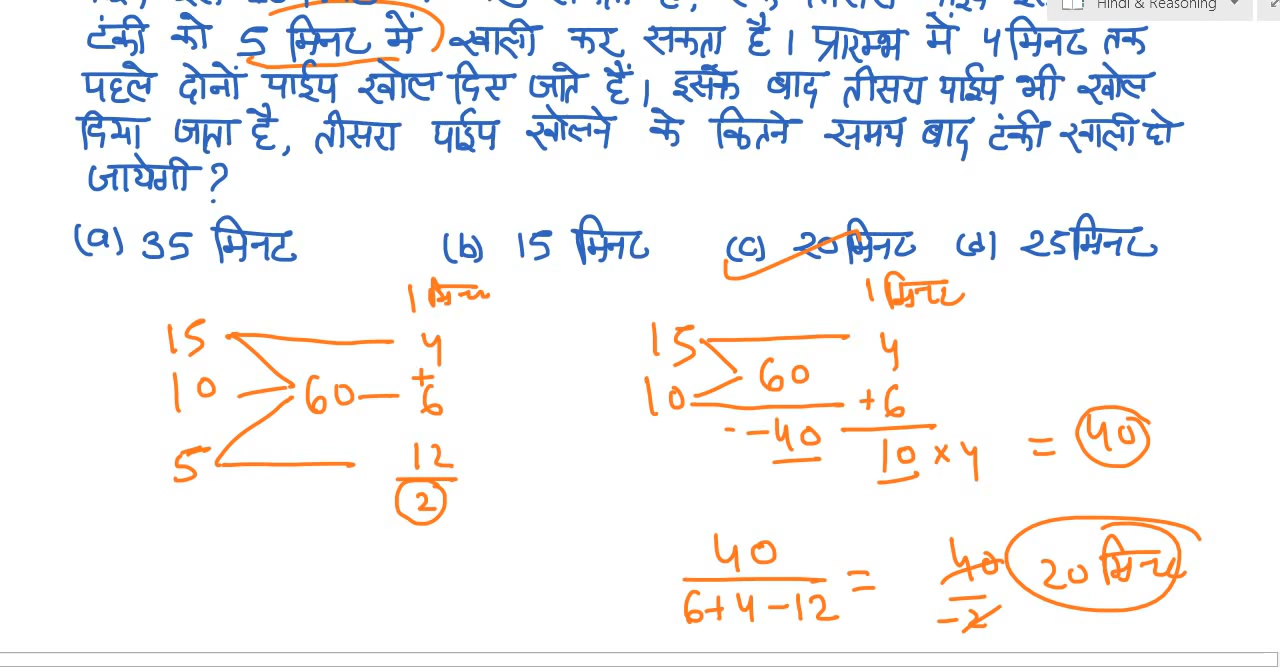 Hindi & Reasoning
टंकी को 5 मिनट में खाली कर सकता है। प्रारम्भ में 4 मिनट तक
पहले दोनों पाईप खोल दिए जाते हैं। इसके बाद तीसरा पाईप भी खोल
दिया जाता है, तीसरा पाईप खोलने के कितने समय बाद टंकी खाली हो
जायेगी?
(a) 35 मिनट (b) 15 मिनट (c) 20 मिनट (d) 25 मिनट
1 मिनट 1 मिनट
15 4 15 4
10 60 + 6 10 60 +6
5 12 --40 10 × 4 = 40
2
40 / 6+4-12 = 40 / -2 20 मिनट